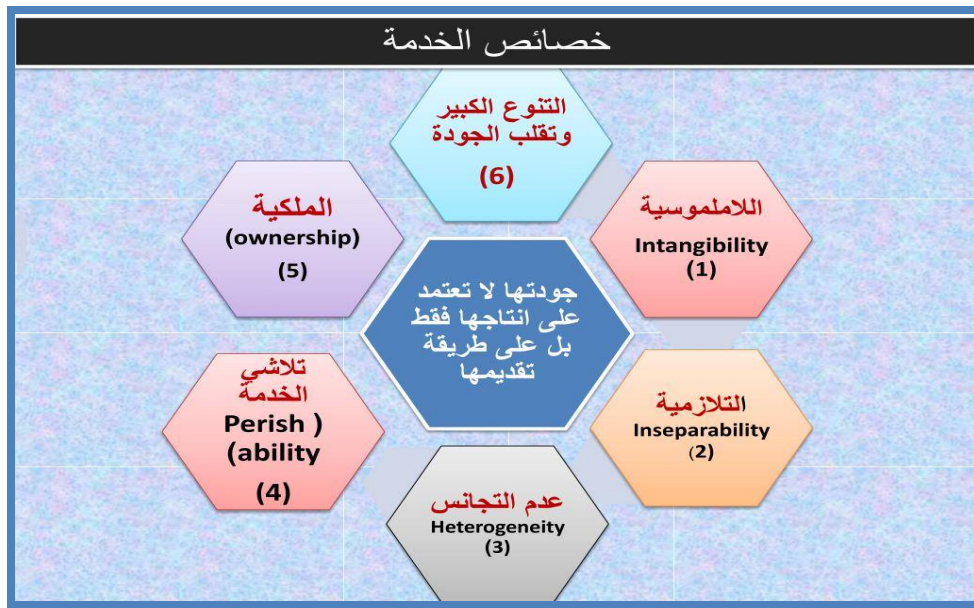 خصائص الخدمة
التنوع الكبير
وتقلب الجودة
(6)
اللاملموسية
Intangibility
(1)
التلازمية
Inseparability
(2)
عدم التجانس
Heterogeneity
(3)
تلاشي
الخدمة
Perish )
(ability
(4)
الملكية
(ownership)
(5)
جودتها لا تعتمد
على انتاجها فقط
بل على طريقة
تقديمها